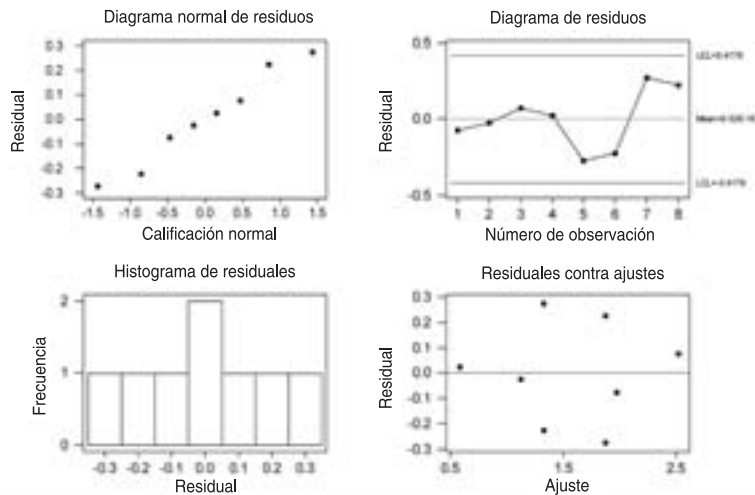 Diagrama normal de residuos
Residual
0.3
0.2
0.1
0.0
-0.1
-0.2
-0.3
-1.5 -1.0 -0.5 0.0 0.5 1.0 1.5
Calificación normal
Diagrama de residuos
Residual
0.5
0.0
-0.5
1 2 3 4 5 6 7 8
Número de observación
Histograma de residuales
Frecuencia
2
1
0
-0.3 -0.2 -0.1 0.0 0.1 0.2 0.3
Residual
Residuales contra ajustes
Residual
0.3
0.2
0.1
0.0
-0.1
-0.2
-0.3
0.5 1.5 2.5
Ajuste